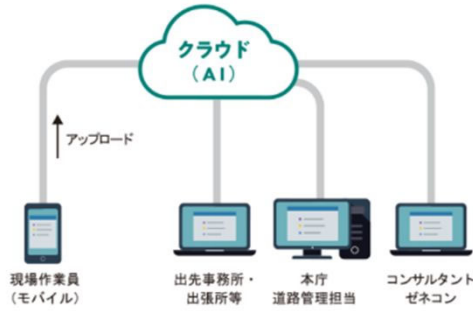 クラウド
（AI）
アップロード
現場作業員
（モバイル）
出先事務所・
出張所等
本庁
道路管理担当
コンサルタント
ゼネコン